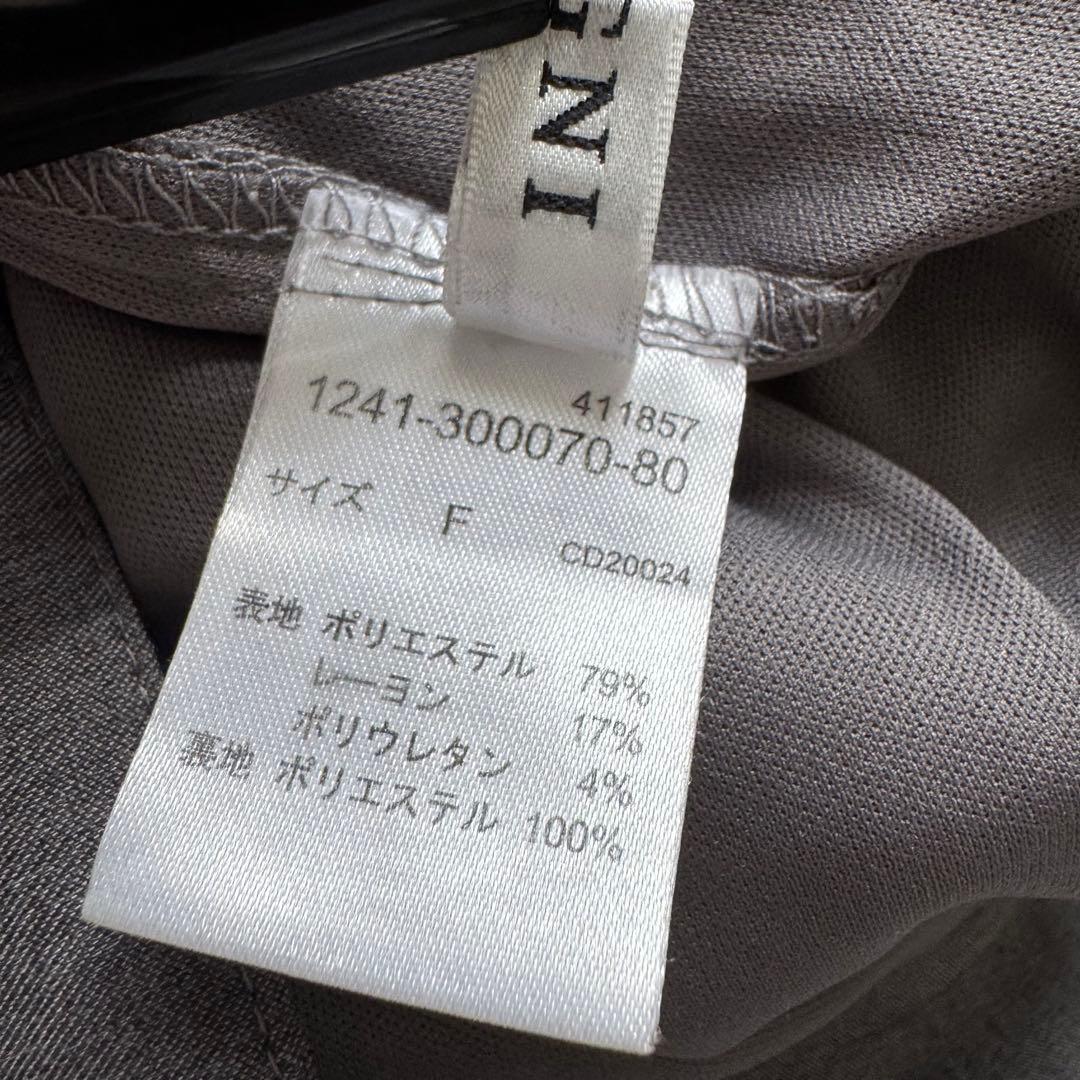 ENI
411857
1241-300070-80
サイズ F
CD20024
表地 ポリエステル 79%
レーヨン 17%
ポリウレタン 4%
裏地 ポリエステル 100%